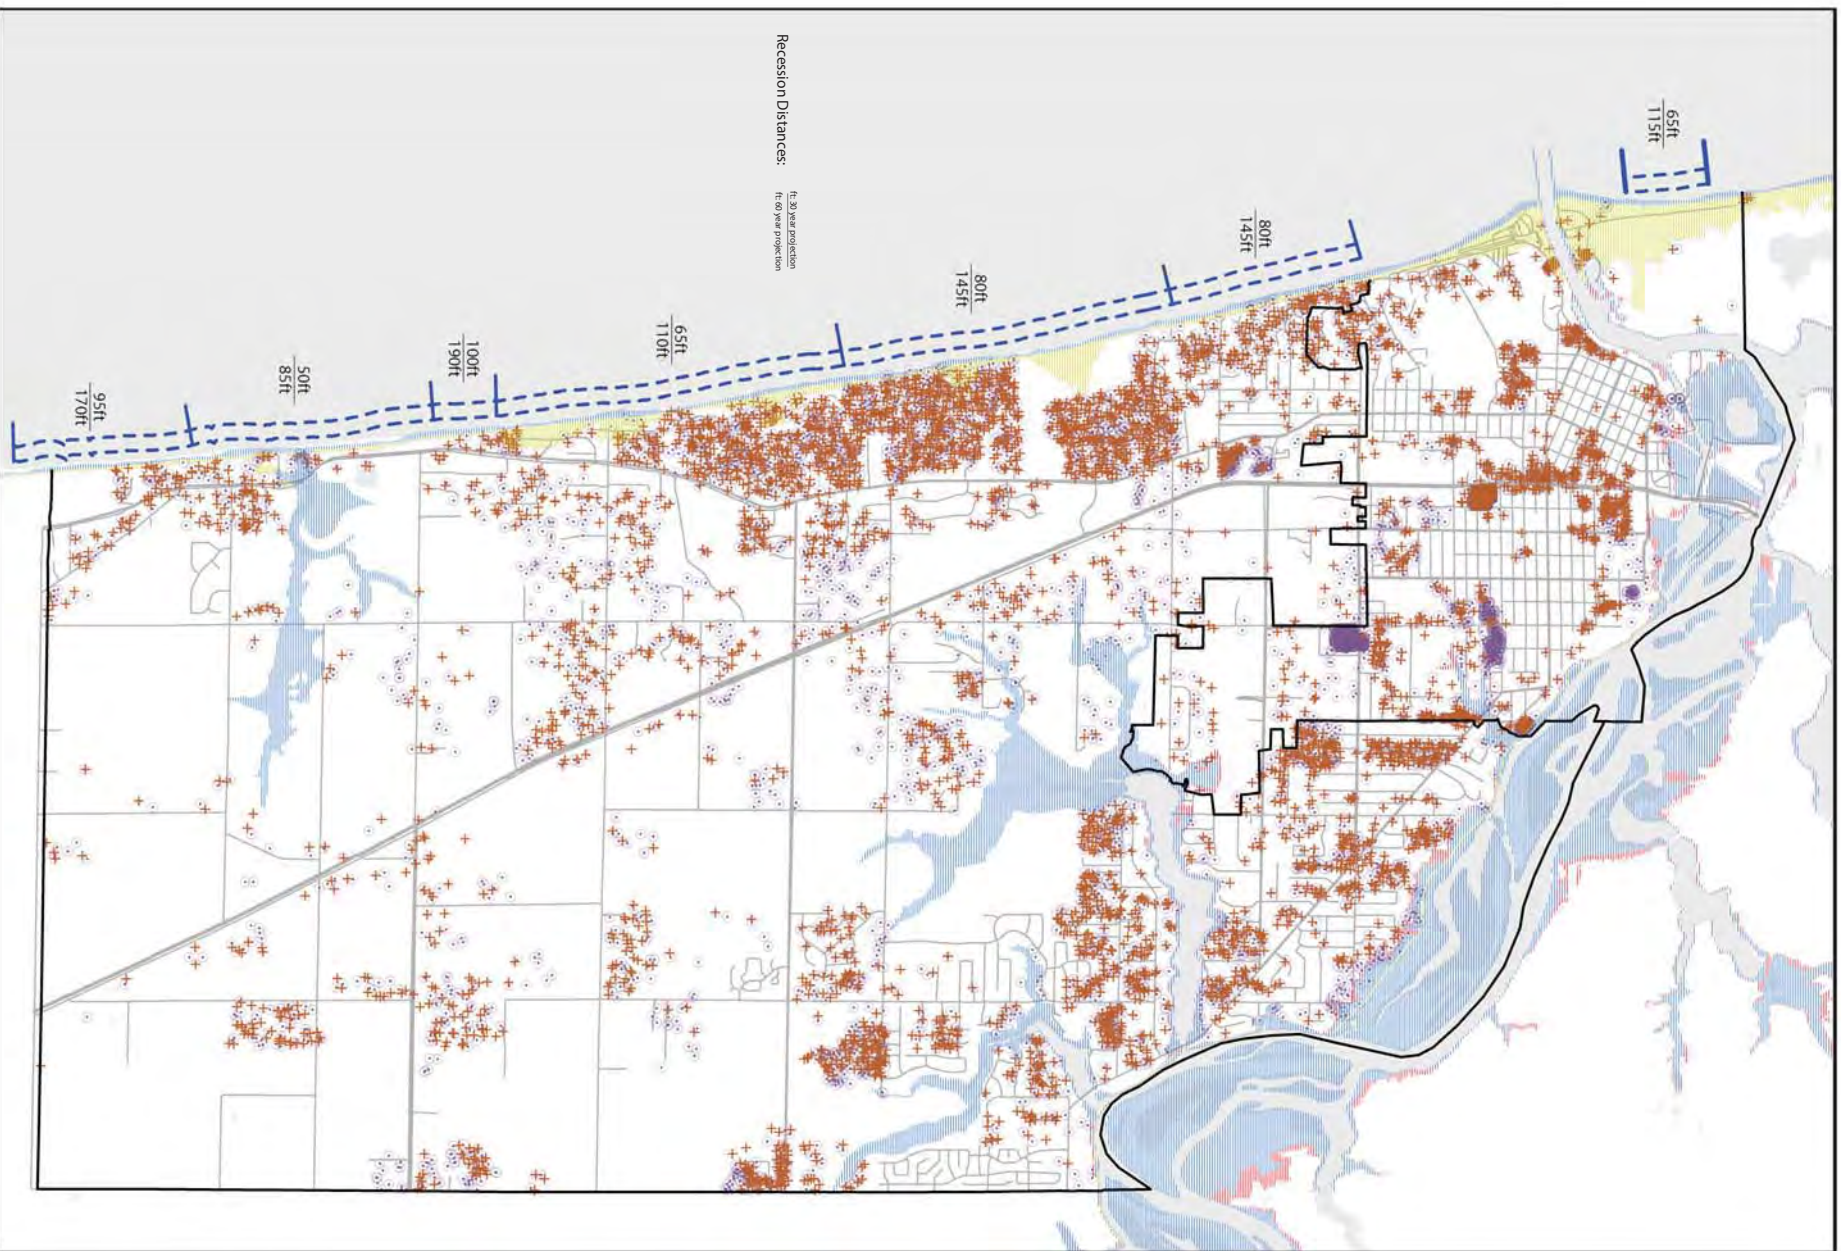 Recession Distances:
ft: 30 year projection
ft: 60 year projection
65ft
115ft
80ft
145ft
80ft
145ft
65ft
110ft
100ft
190ft
50ft
85ft
95ft
170ft